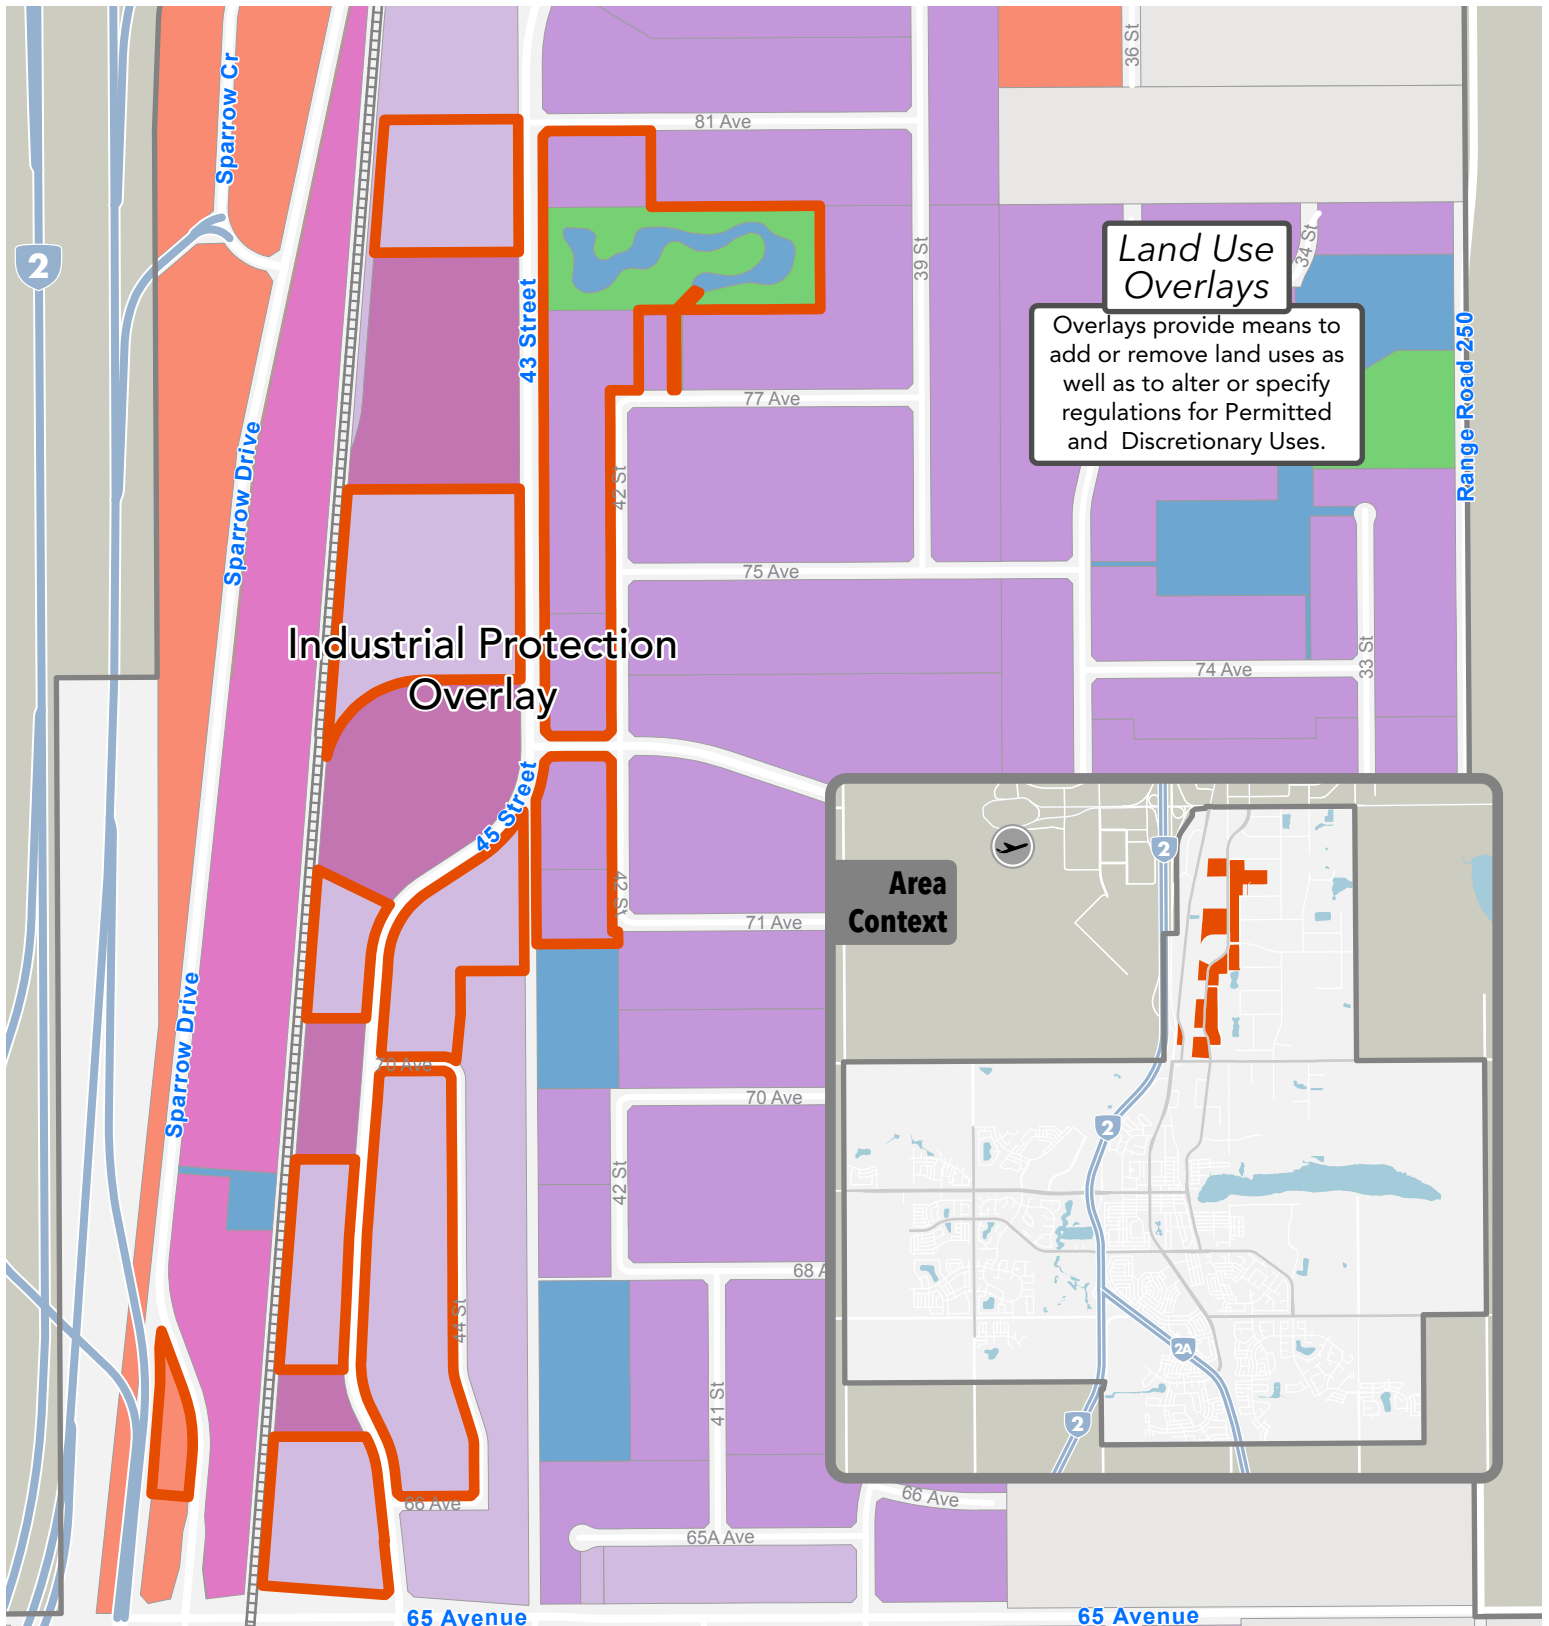 36 St
Sparrow Cr
81 Ave
2
39 St
34 St
Land Use
Overlays
Overlays provide means to
add or remove land uses as
well as to alter or specify
regulations for Permitted
and Discretionary Uses.
Range Road 250
43 Street
77 Ave
Sparrow Drive
42 St
75 Ave
Industrial Protection
Overlay
74 Ave
33 St
45 Street
42 St
71 Ave
Area
Context
2
Sparrow Drive
70 Ave
70 Ave
2
42 St
68 A
44 St
41 St
2A
2
66 Ave
66 Ave
65A Ave
65 Avenue
65 Avenue